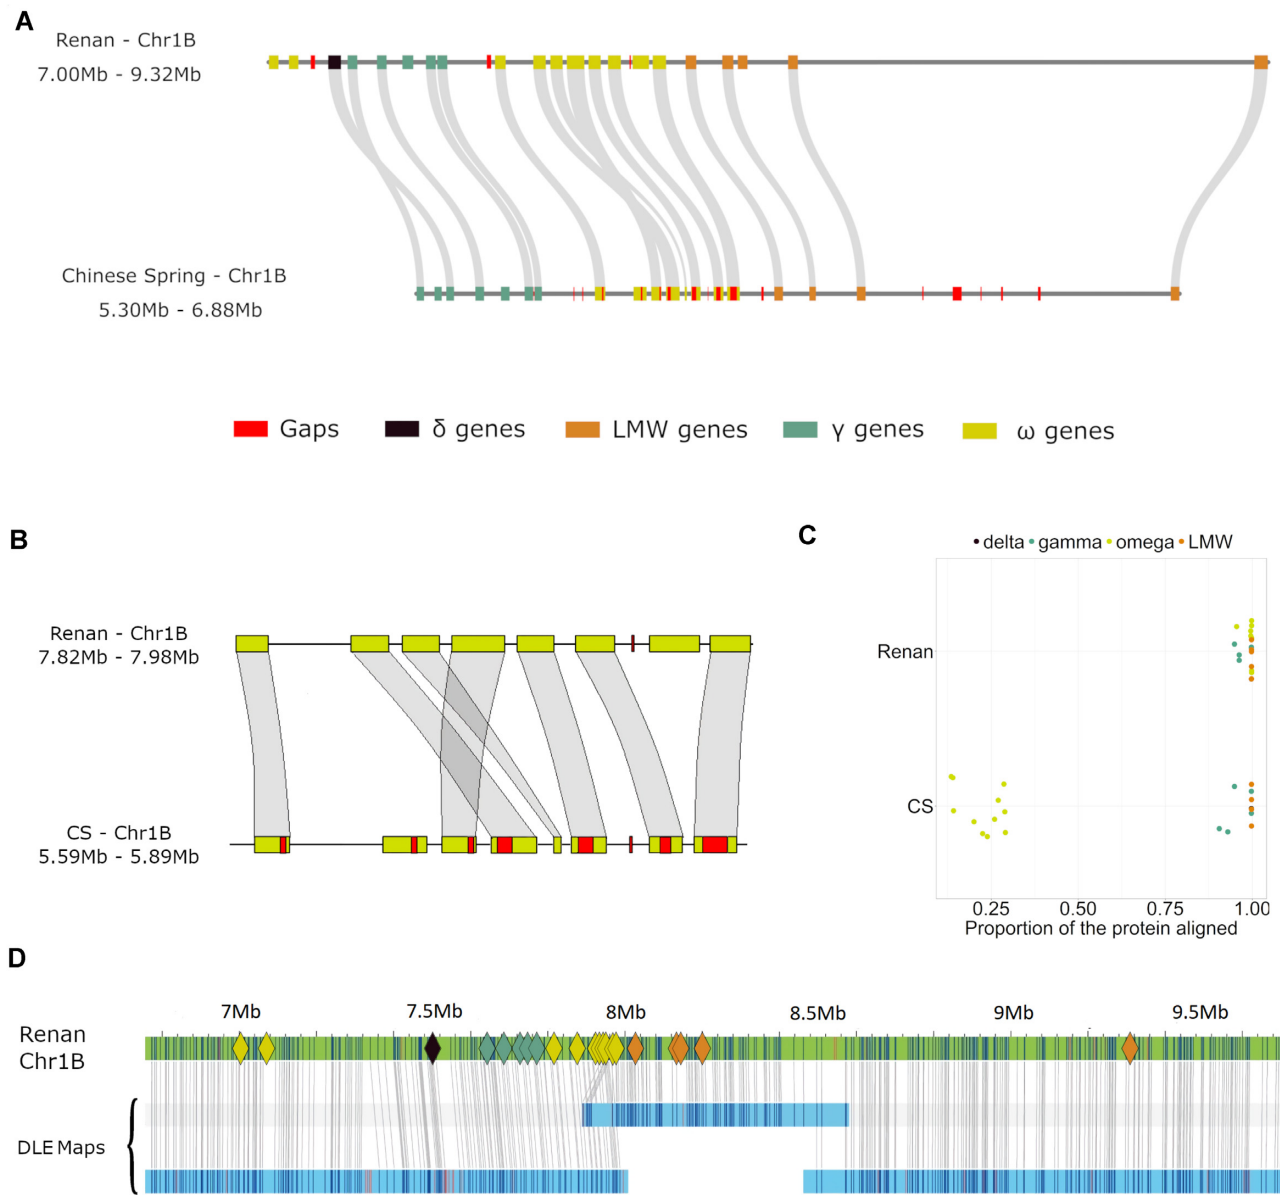 A
Renan - Chr1B
7.00Mb - 9.32Mb
Chinese Spring - Chr1B
5.30Mb - 6.88Mb
Gaps δ genes LMW genes γ genes ω genes
B
Renan - Chr1B
7.82Mb - 7.98Mb
CS - Chr1B
5.59Mb - 5.89Mb
C
delta gamma omega LMW
Renan
CS
0.25 0.50 0.75 1.00
Proportion of the protein aligned
D
7Mb 7.5Mb 8Mb 8.5Mb 9Mb 9.5Mb
Renan
Chr1B
DLE Maps